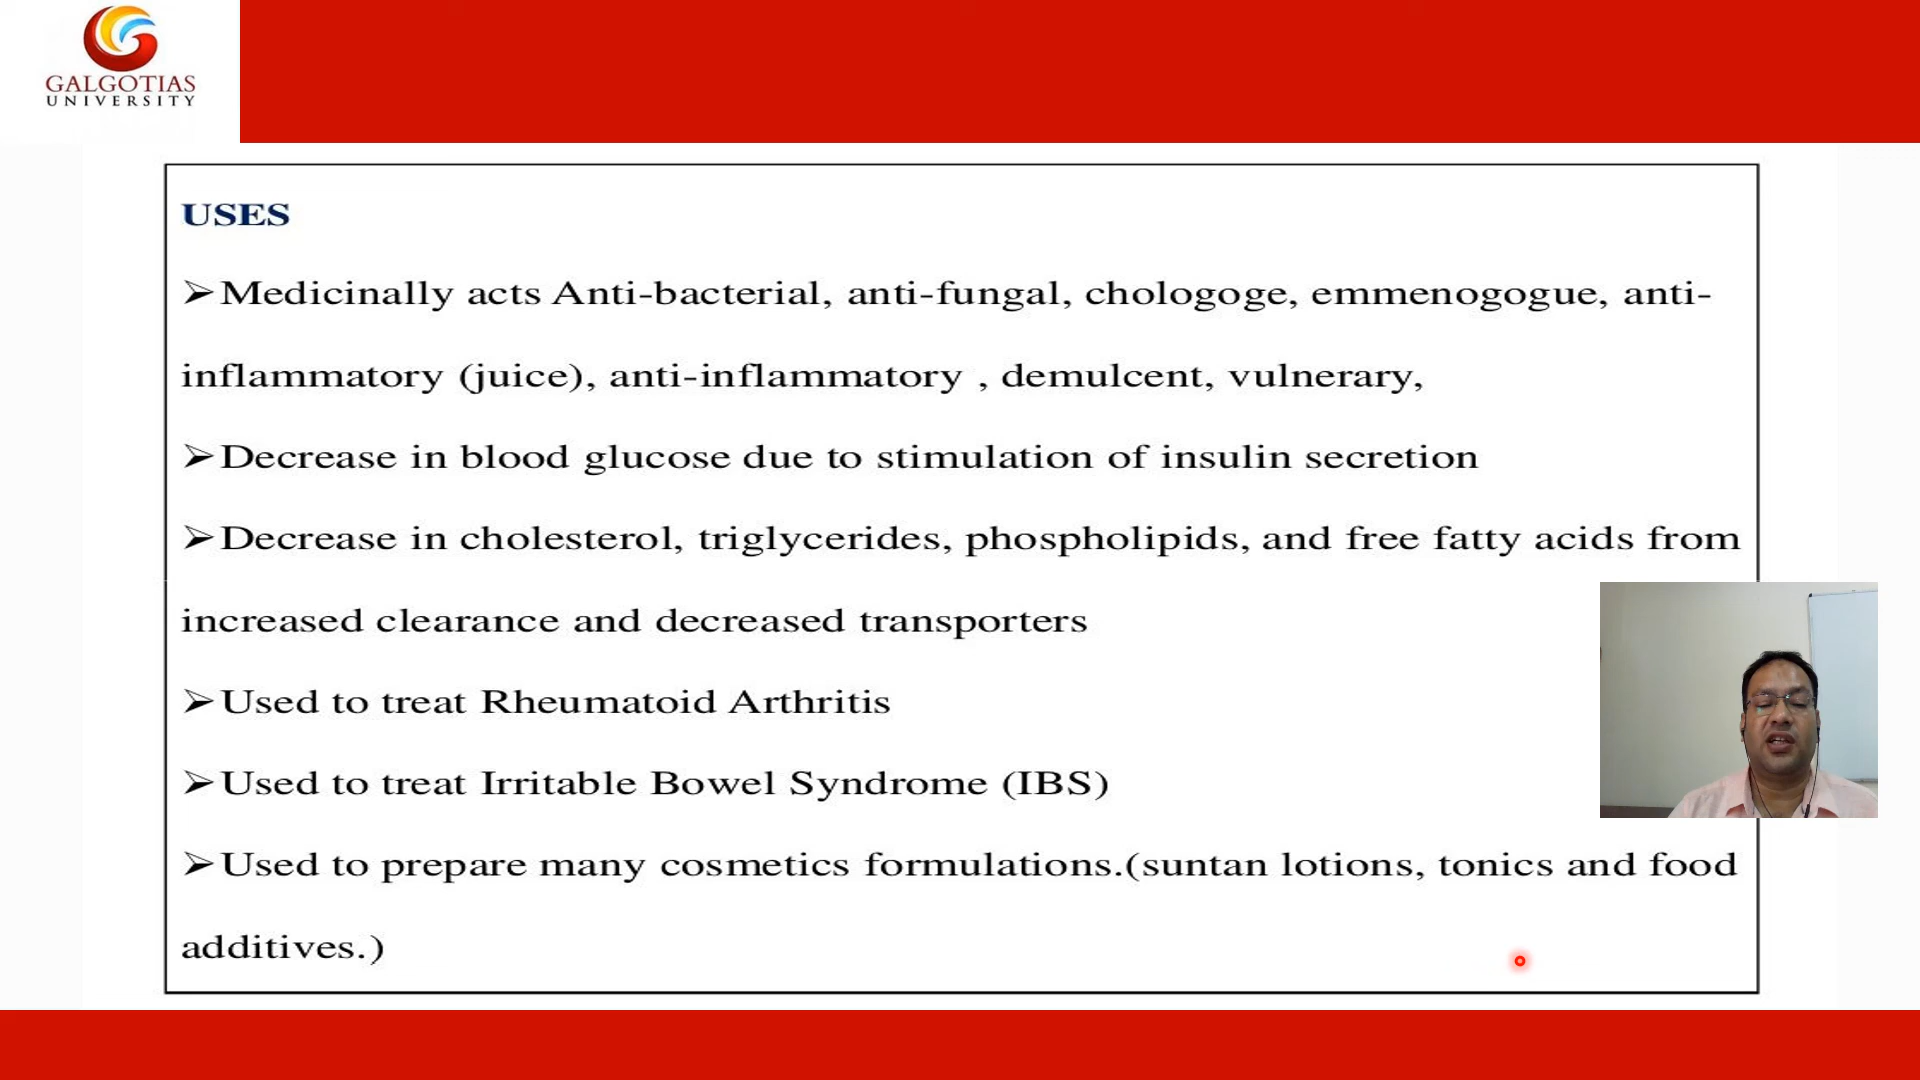 GALGOTIAS
UNIVERSITY
USES
➢Medicinally acts Anti-bacterial, anti-fungal, chologoge, emmenogogue, anti-
inflammatory (juice), anti-inflammatory , demulcent, vulnerary,
➢Decrease in blood glucose due to stimulation of insulin secretion
➢Decrease in cholesterol, triglycerides, phospholipids, and free fatty acids from
increased clearance and decreased transporters
➢Used to treat Rheumatoid Arthritis
➢Used to treat Irritable Bowel Syndrome (IBS)
➢Used to prepare many cosmetics formulations.(suntan lotions, tonics and food
additives.)